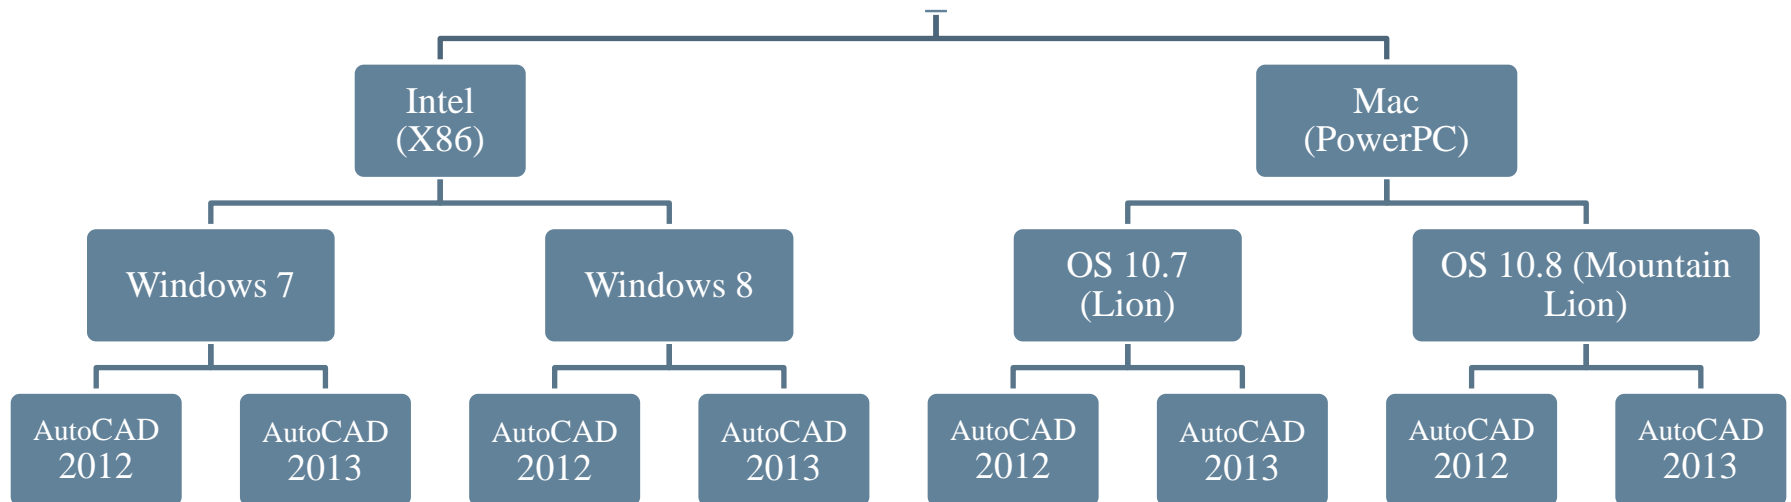 Intel
(X86)
Mac
(PowerPC)
Windows 7
Windows 8
OS 10.7
(Lion)
OS 10.8 (Mountain
Lion)
AutoCAD
2012
AutoCAD
2013
AutoCAD
2012
AutoCAD
2013
AutoCAD
2012
AutoCAD
2013
AutoCAD
2012
AutoCAD
2013